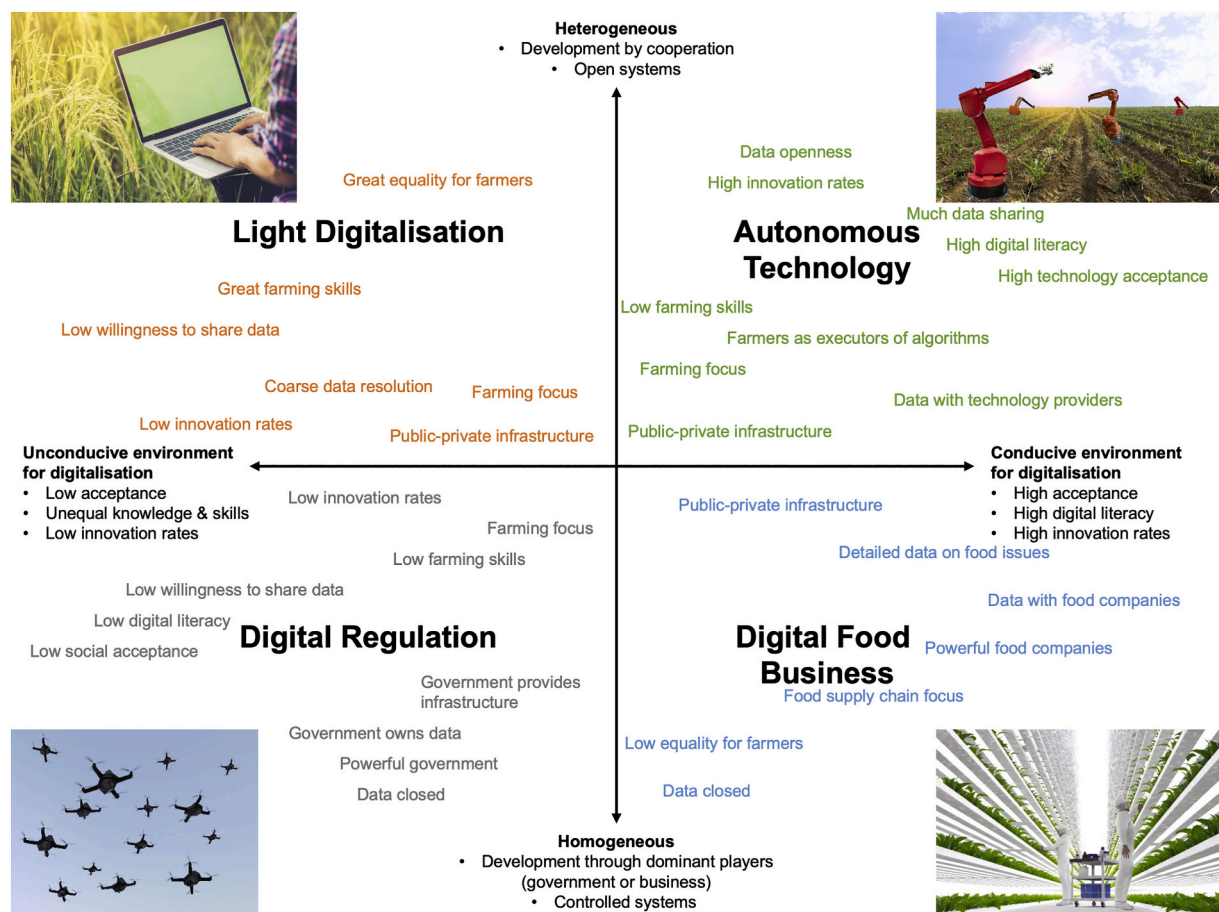 Heterogeneous
• Development by cooperation
• Open systems
Great equality for farmers
Light Digitalisation
Great farming skills
Low willingness to share data
Coarse data resolution
Farming focus
Low innovation rates
Public-private infrastructure
Data openness
High innovation rates
Much data sharing
Autonomous
Technology
High digital literacy
High technology acceptance
Low farming skills
Farmers as executors of algorithms
Farming focus
Data with technology providers
Public-private infrastructure
Unconducive environment
for digitalisation
• Low acceptance
• Unequal knowledge & skills
• Low innovation rates
Conducive environment
for digitalisation
• High acceptance
• High digital literacy
• High innovation rates
Low innovation rates
Farming focus
Low farming skills
Low willingness to share data
Low digital literacy
Digital Regulation
Low social acceptance
Government provides
infrastructure
Government owns data
Powerful government
Data closed
Public-private infrastructure
Detailed data on food issues
Data with food companies
Digital Food
Business
Powerful food companies
Food supply chain focus
Low equality for farmers
Data closed
Homogeneous
• Development through dominant players
(government or business)
• Controlled systems